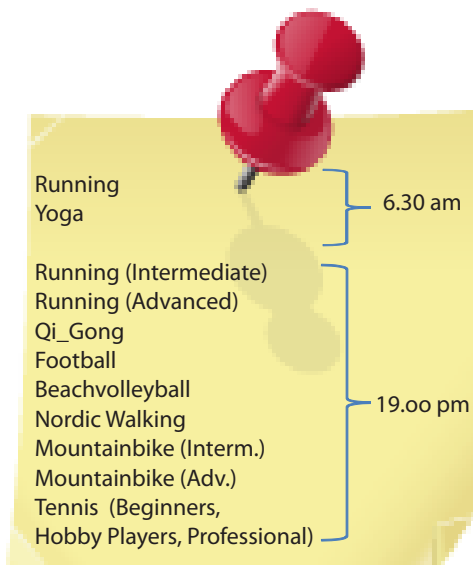 Running
Yoga
6.30 am
Running (Intermediate)
Running (Advanced)
Qi_Gong
Football
Beachvolleyball
Nordic Walking
Mountainbike (Interm.)
Mountainbike (Adv.)
Tennis (Beginners,
Hobby Players, Professional)
19.oo pm